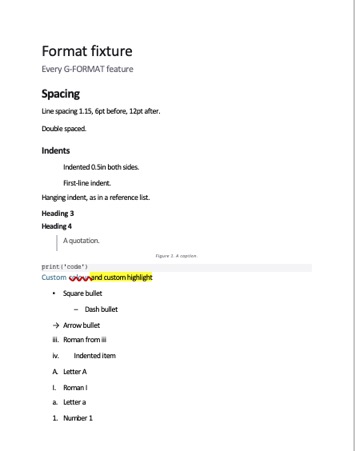 Format fixture
Every G-FORMAT feature
Spacing
Line spacing 1.15, 6pt before, 12pt after.
Double spaced.
Indents
Indented 0.5in both sides.
First-line indent.
Hanging indent, as in a reference list.
Heading 3
Heading 4
A quotation.
Figure 1 A caption.
print('code')
Custom colour and custom highlight
• Square bullet
– Dash bullet
→ Arrow bullet
iii. Roman from iii
iv. Indented item
A. Letter A
I. Roman I
a. Letter a
1. Number 1